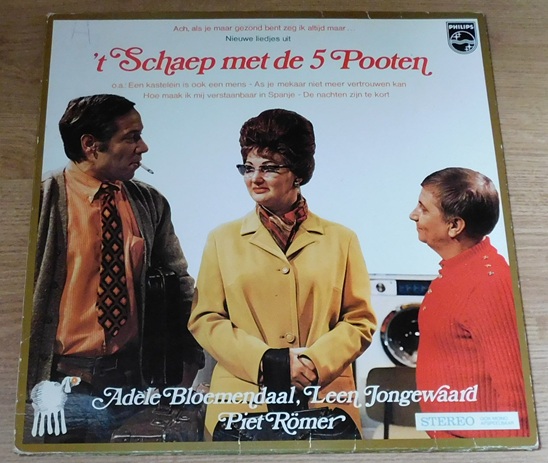 Ach, als je maar gezond bent zeg ik altijd maar...
Nieuwe liedjes uit
't Schaep met de 5 Pooten
o.a.: Een kastelein is ook een mens - As je mekaar niet meer vertrouwen kan
Hoe maak ik mij verstaanbaar in Spanje - De nachten zijn te kort
PHILIPS
Adèle Bloemendaal, Leen Jongewaard
Piet Römer
STEREO